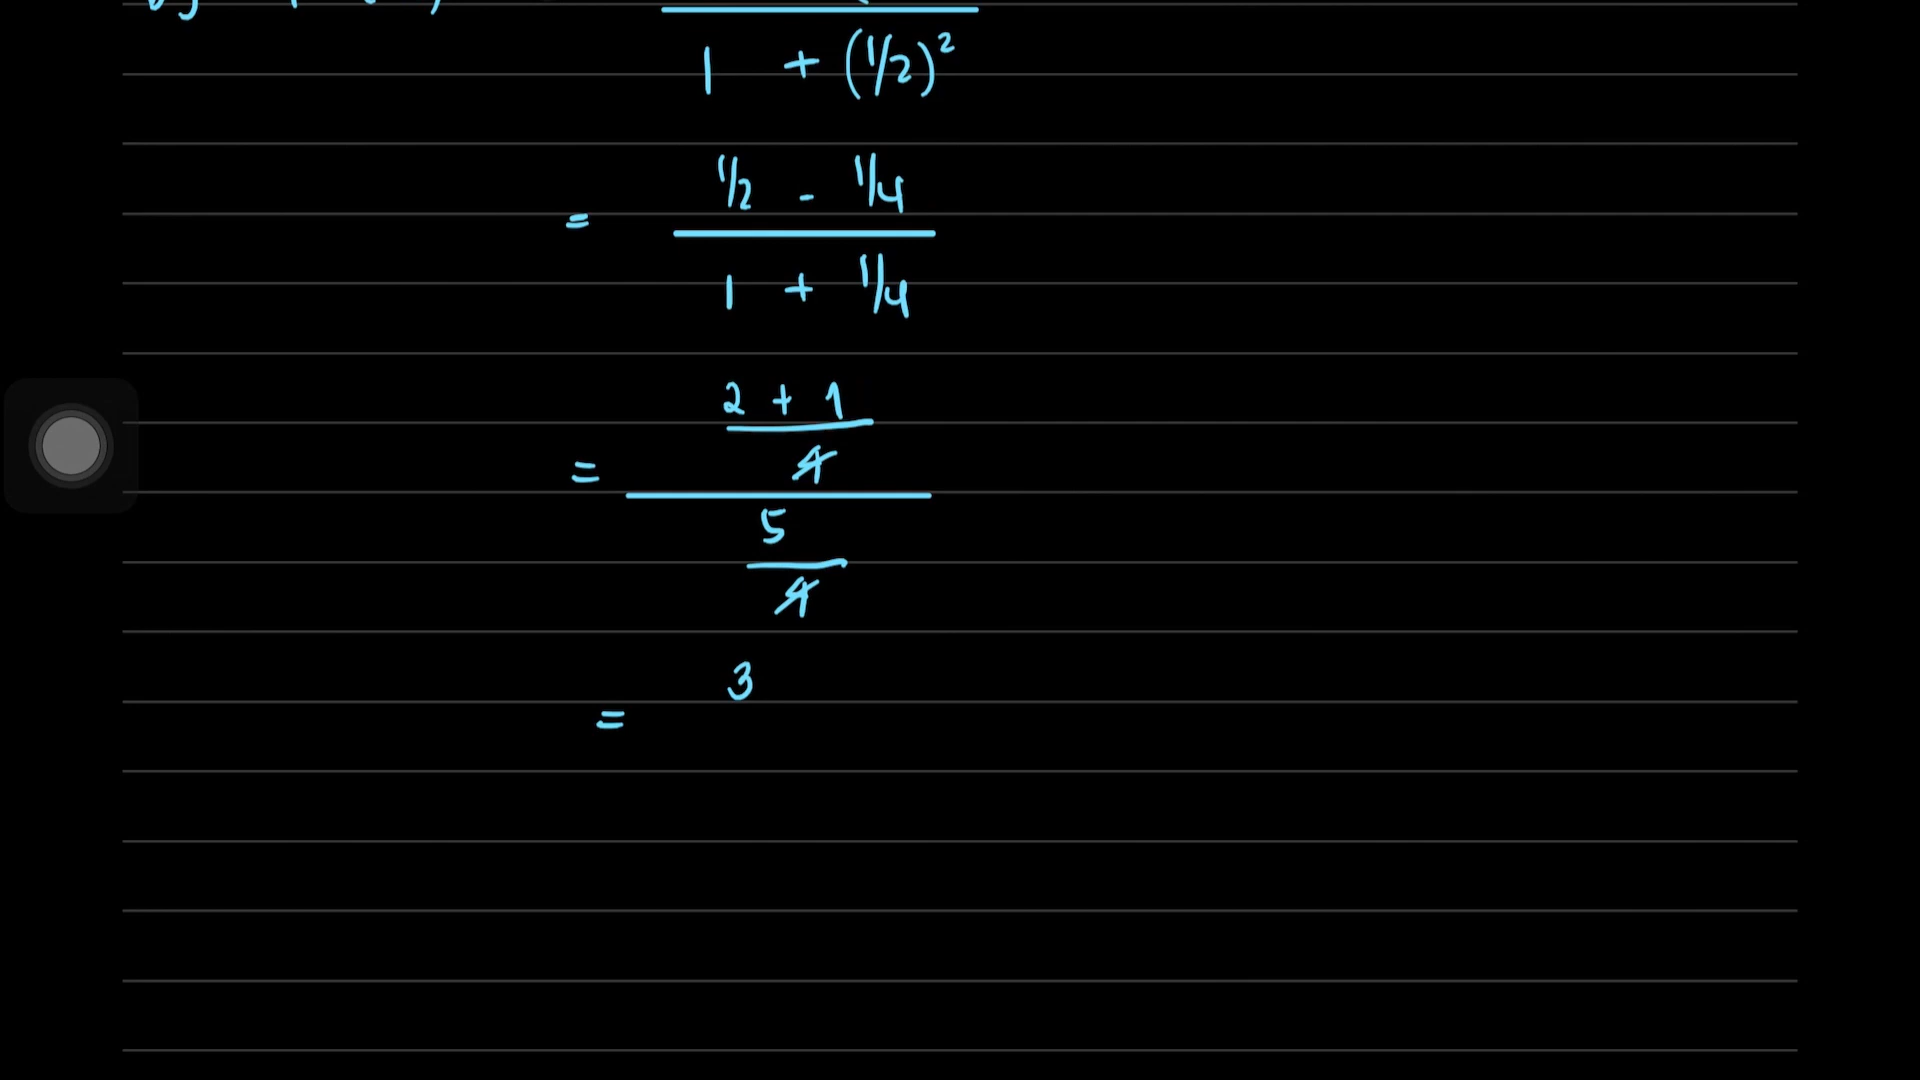 1 + (1/2)²
1/2 - 1/4
=
1 + 1/4
2 + 1
4
=
5
4
3
=